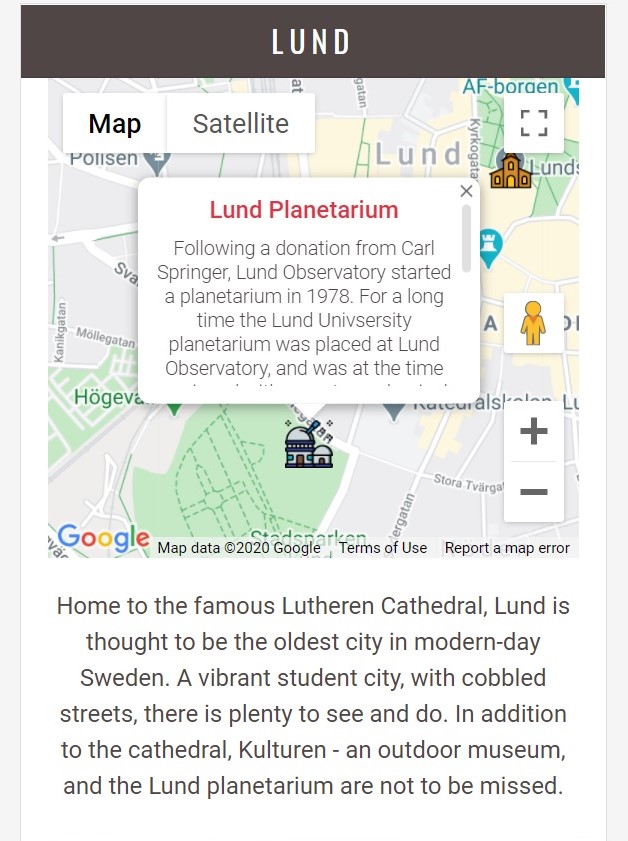 LUND
AF-borgen
Map
Satellite
Kyrkogata
Polisen
Lund
Lunds
Lund Planetarium
Following a donation from Carl
Springer, Lund Observatory started
a planetarium in 1978. For a long
time the Lund Univsersity
planetarium was placed at Lund
Observatory, and was at the time
Sva
Kanikgatan
Möllegatan
Högeva
Katedralskolan
Lu
Stora Tvärgat
Stadsparken
Google
Map data ©2020 Google
Terms of Use
Report a map error
Home to the famous Lutheren Cathedral, Lund is
thought to be the oldest city in modern-day
Sweden. A vibrant student city, with cobbled
streets, there is plenty to see and do. In addition
to the cathedral, Kulturen - an outdoor museum,
and the Lund planetarium are not to be missed.